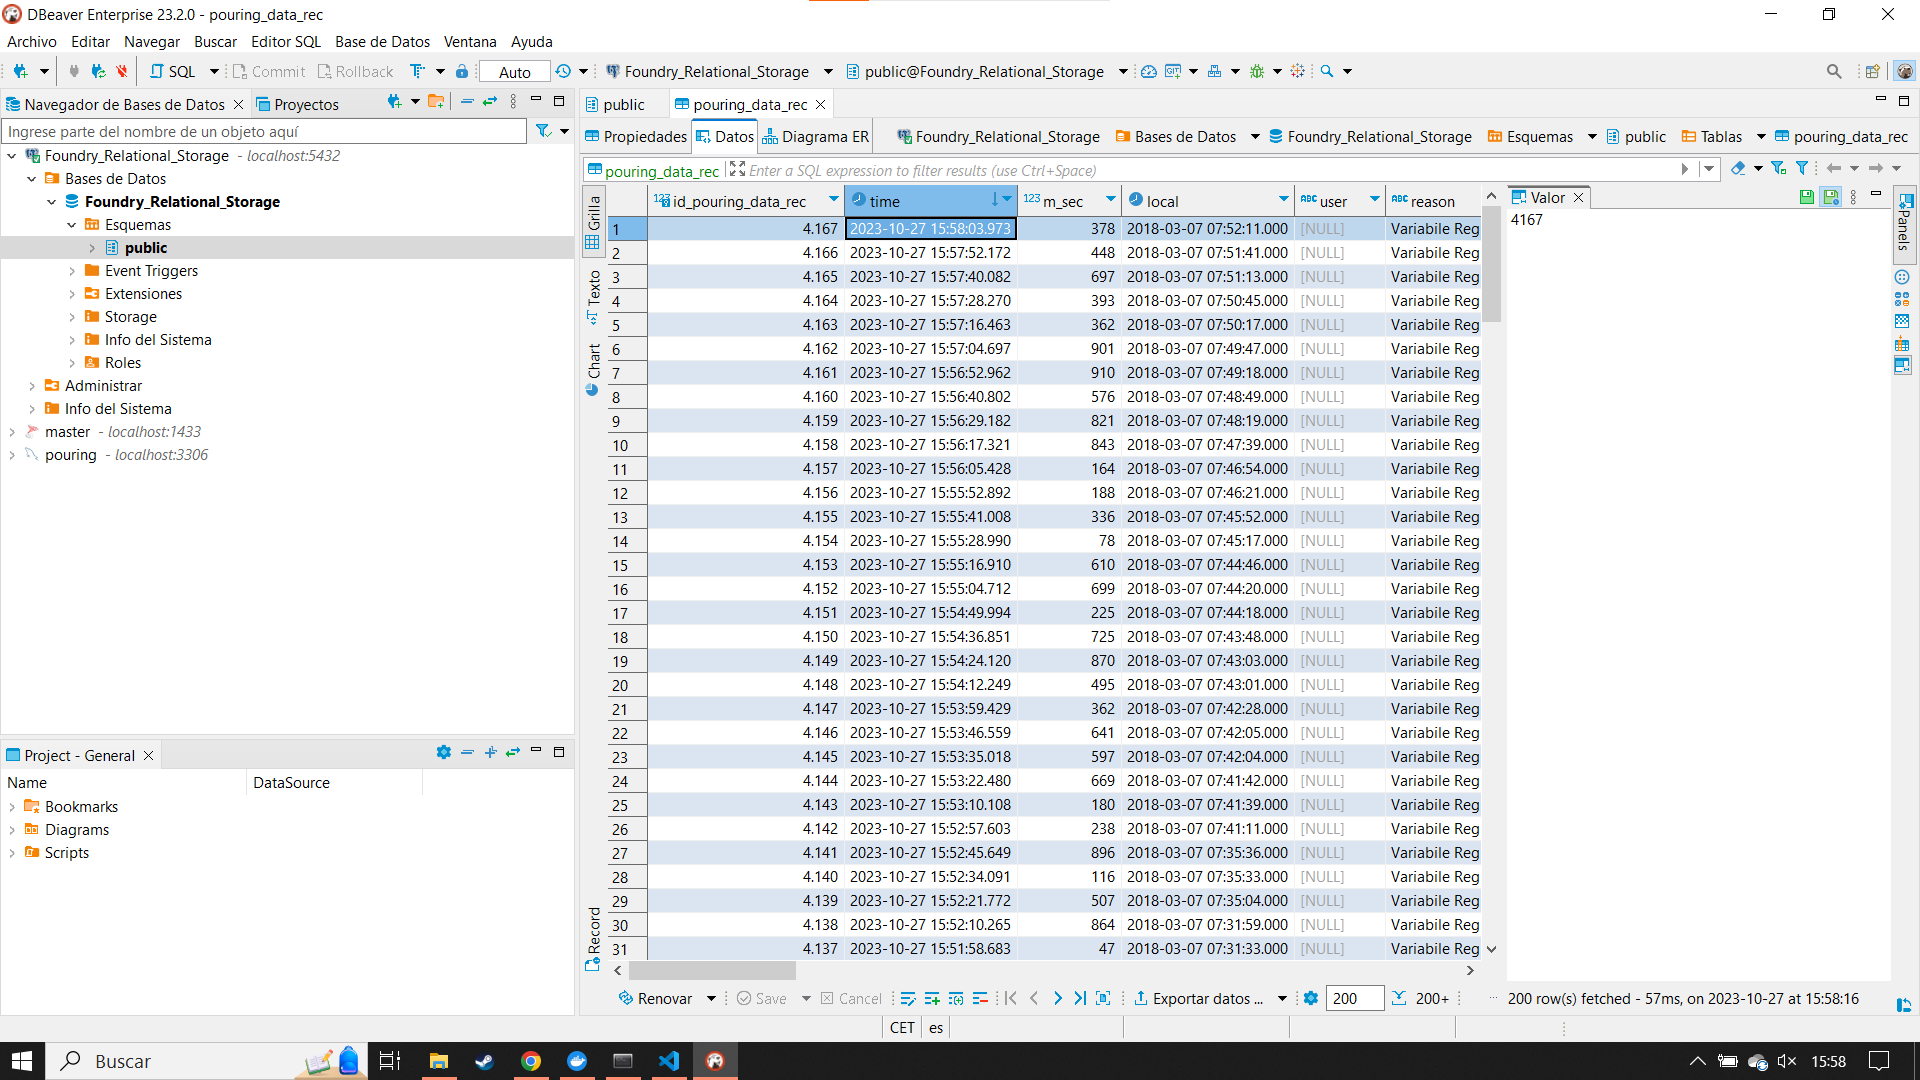 DBeaver Enterprise 23.2.0 - pouring_data_rec
Archivo Editar Navegar Buscar Editor SQL Base de Datos Ventana Ayuda
SQL Commit Rollback Auto Foundry_Relational_Storage public@Foundry_Relational_Storage
Navegador de Bases de Datos Proyectos
Ingrese parte del nombre de un objeto aquí
Foundry_Relational_Storage - localhost:5432
Bases de Datos
Foundry_Relational_Storage
Esquemas
public
Event Triggers
Extensiones
Storage
Info del Sistema
Roles
Administrar
Info del Sistema
master - localhost:1433
pouring - localhost:3306
Project - General
Name DataSource
Bookmarks
Diagrams
Scripts
public pouring_data_rec
Propiedades Datos Diagrama ER Foundry_Relational_Storage Bases de Datos Foundry_Relational_Storage Esquemas public Tablas pouring_data_rec
pouring_data_rec Enter a SQL expression to filter results (use Ctrl+Space)
Grilla
Texto
Chart
Record
123 id_pouring_data_rec time 123 m_sec local ABC user ABC reason
1 4.167 2023-10-27 15:58:03.973 378 2018-03-07 07:52:11.000 [NULL] Variabile Reg
2 4.166 2023-10-27 15:57:52.172 448 2018-03-07 07:51:41.000 [NULL] Variabile Reg
3 4.165 2023-10-27 15:57:40.082 697 2018-03-07 07:51:13.000 [NULL] Variabile Reg
4 4.164 2023-10-27 15:57:28.270 393 2018-03-07 07:50:45.000 [NULL] Variabile Reg
5 4.163 2023-10-27 15:57:16.463 362 2018-03-07 07:50:17.000 [NULL] Variabile Reg
6 4.162 2023-10-27 15:57:04.697 901 2018-03-07 07:49:47.000 [NULL] Variabile Reg
7 4.161 2023-10-27 15:56:52.962 910 2018-03-07 07:49:18.000 [NULL] Variabile Reg
8 4.160 2023-10-27 15:56:40.802 576 2018-03-07 07:48:49.000 [NULL] Variabile Reg
9 4.159 2023-10-27 15:56:29.182 821 2018-03-07 07:48:19.000 [NULL] Variabile Reg
10 4.158 2023-10-27 15:56:17.321 843 2018-03-07 07:47:39.000 [NULL] Variabile Reg
11 4.157 2023-10-27 15:56:05.428 164 2018-03-07 07:46:54.000 [NULL] Variabile Reg
12 4.156 2023-10-27 15:55:52.892 188 2018-03-07 07:46:21.000 [NULL] Variabile Reg
13 4.155 2023-10-27 15:55:41.008 336 2018-03-07 07:45:52.000 [NULL] Variabile Reg
14 4.154 2023-10-27 15:55:28.990 78 2018-03-07 07:45:17.000 [NULL] Variabile Reg
15 4.153 2023-10-27 15:55:16.910 610 2018-03-07 07:44:46.000 [NULL] Variabile Reg
16 4.152 2023-10-27 15:55:04.712 699 2018-03-07 07:44:20.000 [NULL] Variabile Reg
17 4.151 2023-10-27 15:54:49.994 225 2018-03-07 07:44:18.000 [NULL] Variabile Reg
18 4.150 2023-10-27 15:54:36.851 725 2018-03-07 07:43:48.000 [NULL] Variabile Reg
19 4.149 2023-10-27 15:54:24.120 870 2018-03-07 07:43:03.000 [NULL] Variabile Reg
20 4.148 2023-10-27 15:54:12.249 495 2018-03-07 07:43:01.000 [NULL] Variabile Reg
21 4.147 2023-10-27 15:53:59.429 362 2018-03-07 07:42:28.000 [NULL] Variabile Reg
22 4.146 2023-10-27 15:53:46.559 641 2018-03-07 07:42:05.000 [NULL] Variabile Reg
23 4.145 2023-10-27 15:53:35.018 597 2018-03-07 07:42:04.000 [NULL] Variabile Reg
24 4.144 2023-10-27 15:53:22.480 669 2018-03-07 07:41:42.000 [NULL] Variabile Reg
25 4.143 2023-10-27 15:53:10.108 180 2018-03-07 07:41:39.000 [NULL] Variabile Reg
26 4.142 2023-10-27 15:52:57.603 238 2018-03-07 07:41:11.000 [NULL] Variabile Reg
27 4.141 2023-10-27 15:52:45.649 896 2018-03-07 07:35:36.000 [NULL] Variabile Reg
28 4.140 2023-10-27 15:52:34.091 116 2018-03-07 07:35:33.000 [NULL] Variabile Reg
29 4.139 2023-10-27 15:52:21.772 507 2018-03-07 07:35:04.000 [NULL] Variabile Reg
30 4.138 2023-10-27 15:52:10.265 864 2018-03-07 07:31:59.000 [NULL] Variabile Reg
31 4.137 2023-10-27 15:51:58.683 47 2018-03-07 07:31:33.000 [NULL] Variabile Reg
Valor
4167
Panels
Renovar Save Cancel Exportar datos ... 200 200+ 200 row(s) fetched - 57ms, on 2023-10-27 at 15:58:16
CET es
Buscar 15:58